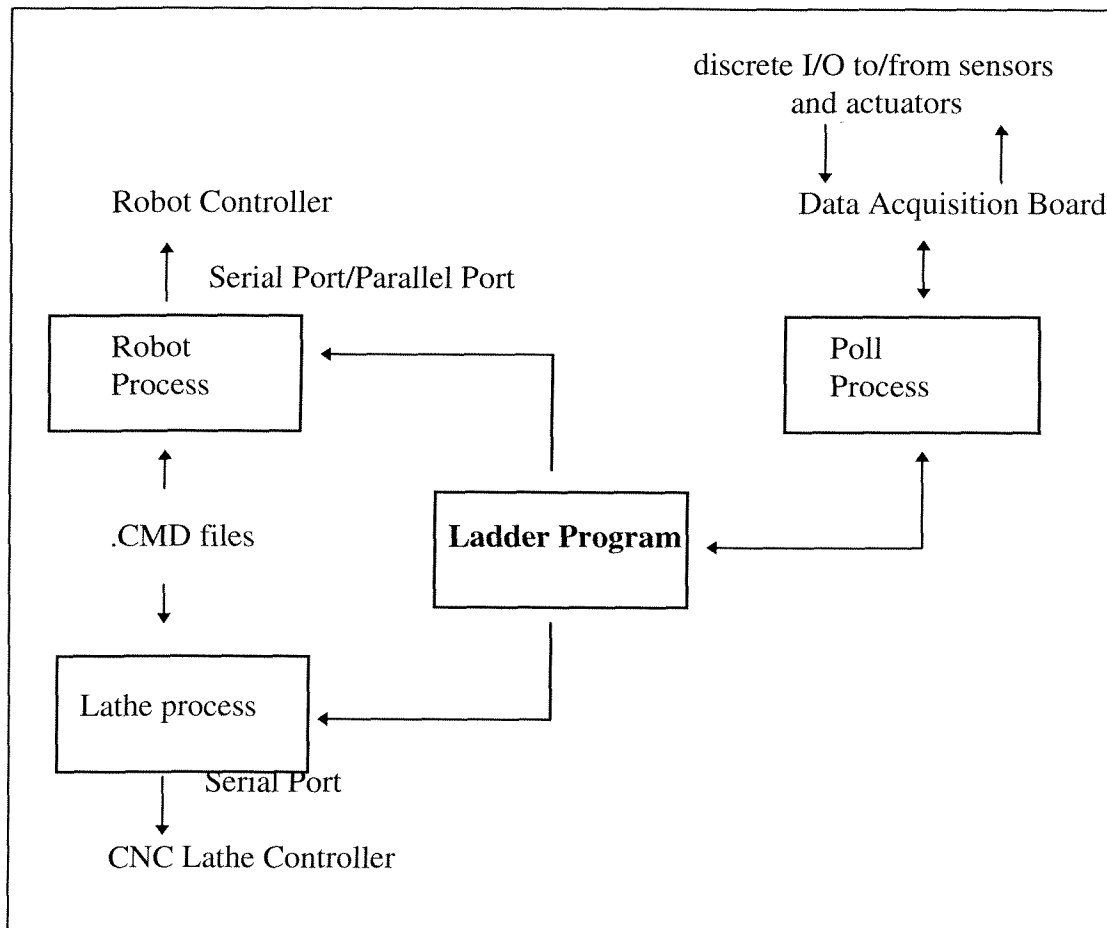 discrete I/O to/from sensors
and actuators
Robot Controller
Data Acquisition Board
Serial Port/Parallel Port
Robot
Process
Poll
Process
.CMD files
Ladder Program
Lathe process
Serial Port
CNC Lathe Controller